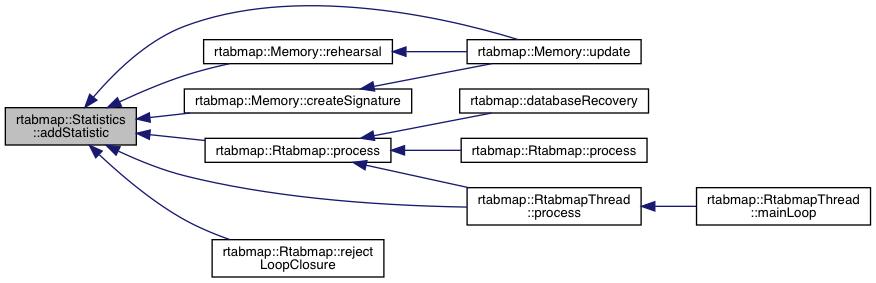 rtabmap::Statistics
::addStatistic
rtabmap::Memory::rehearsal
rtabmap::Memory::update
rtabmap::Memory::createSignature
rtabmap::databaseRecovery
rtabmap::Rtabmap::process
rtabmap::Rtabmap::process
rtabmap::RtabmapThread
::process
rtabmap::RtabmapThread
::mainLoop
rtabmap::Rtabmap::reject
LoopClosure